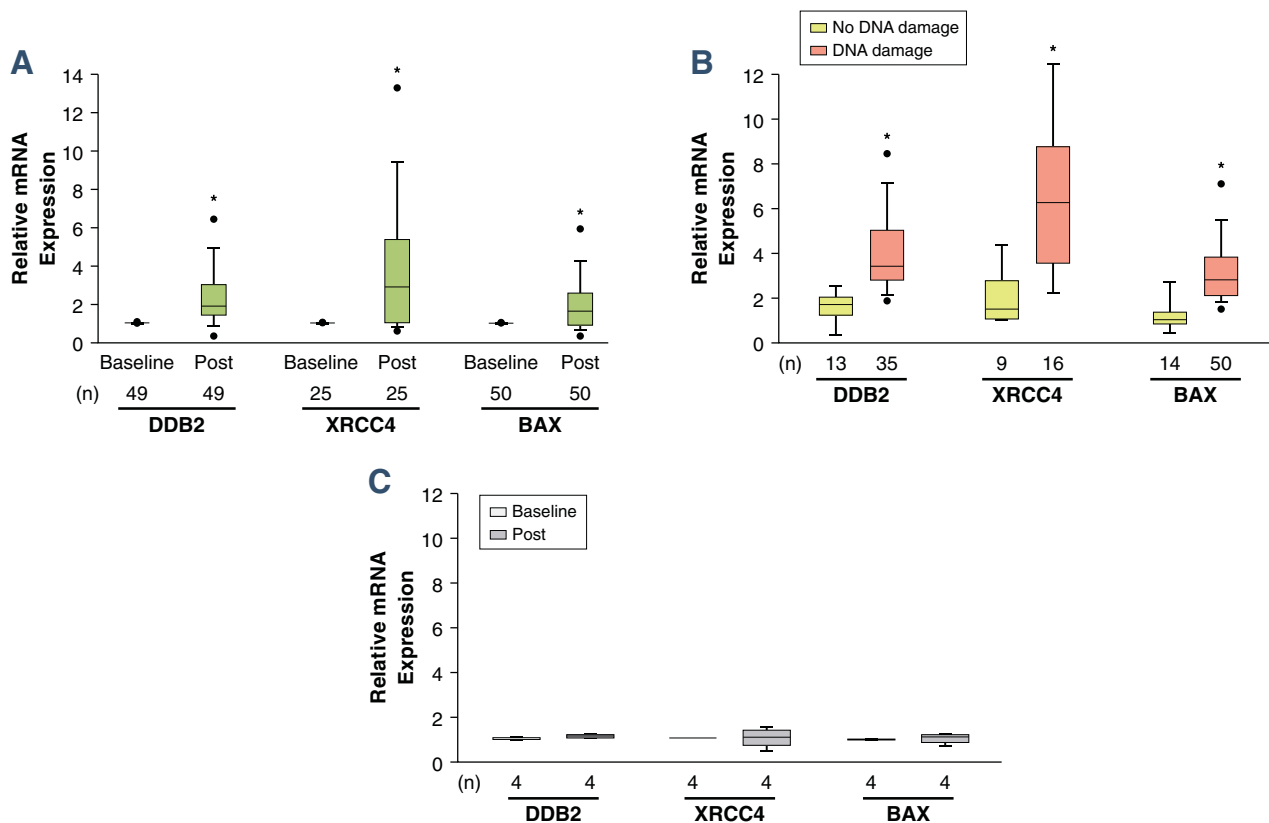 A
Relative mRNA
Expression
14
12
10
8
6
4
2
0
*
*
*
Baseline Post Baseline Post Baseline Post
(n) 49 49 25 25 50 50
DDB2 XRCC4 BAX
B
No DNA damage
DNA damage
Relative mRNA
Expression
12
10
8
6
4
2
0
*
*
*
(n) 13 35 9 16 14 50
DDB2 XRCC4 BAX
C
Baseline
Post
Relative mRNA
Expression
12
10
8
6
4
2
0
(n) 4 4 4 4 4 4
DDB2 XRCC4 BAX